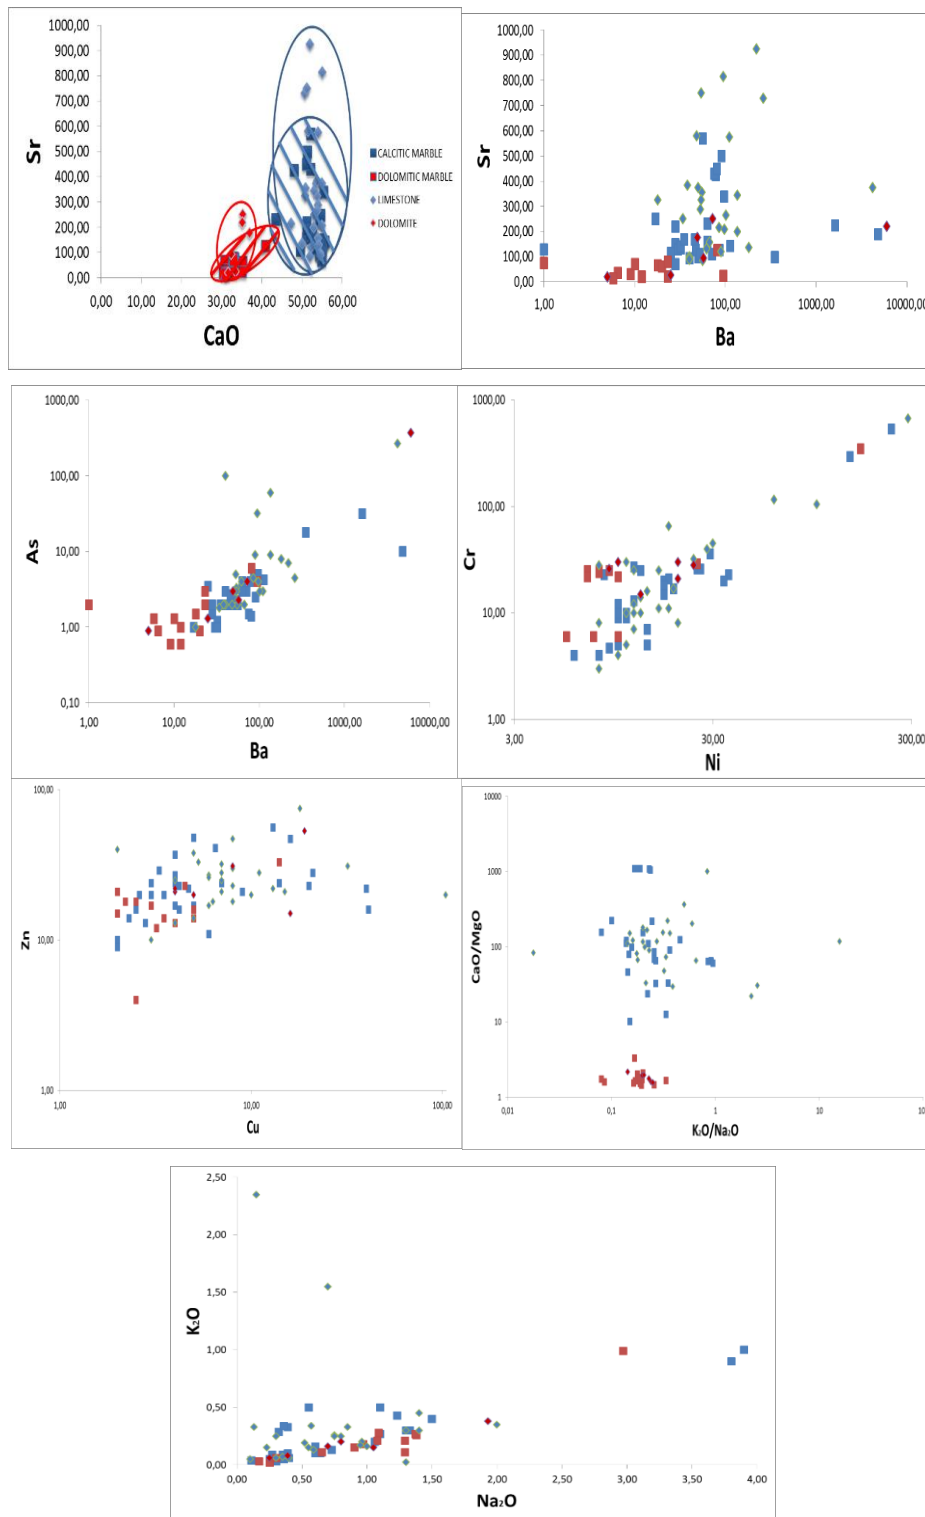 1000,00
900,00
800,00
700,00
600,00
500,00
400,00
300,00
200,00
100,00
0,00
Sr
0,00 10,00 20,00 30,00 40,00 50,00 60,00
CaO
CALCITIC MARBLE
DOLOMITIC MARBLE
LIMESTONE
DOLOMITE
1000,00
900,00
800,00
700,00
600,00
500,00
400,00
300,00
200,00
100,00
0,00
Sr
1,00 10,00 100,00 1000,00 10000,00
Ba
1000,00
100,00
10,00
1,00
0,10
As
1,00 10,00 100,00 1000,00 10000,00
Ba
1000,00
100,00
10,00
1,00
Cr
3,00 30,00 300,00
Ni
100,00
10,00
1,00
Zn
1,00 10,00 100,00
Cu
10000
1000
100
10
1
CaO/MgO
0,01 0,1 1 10 100
K₂O/Na₂O
2,50
2,00
1,50
1,00
0,50
0,00
K₂O
0,00 0,50 1,00 1,50 2,00 2,50 3,00 3,50 4,00
Na₂O